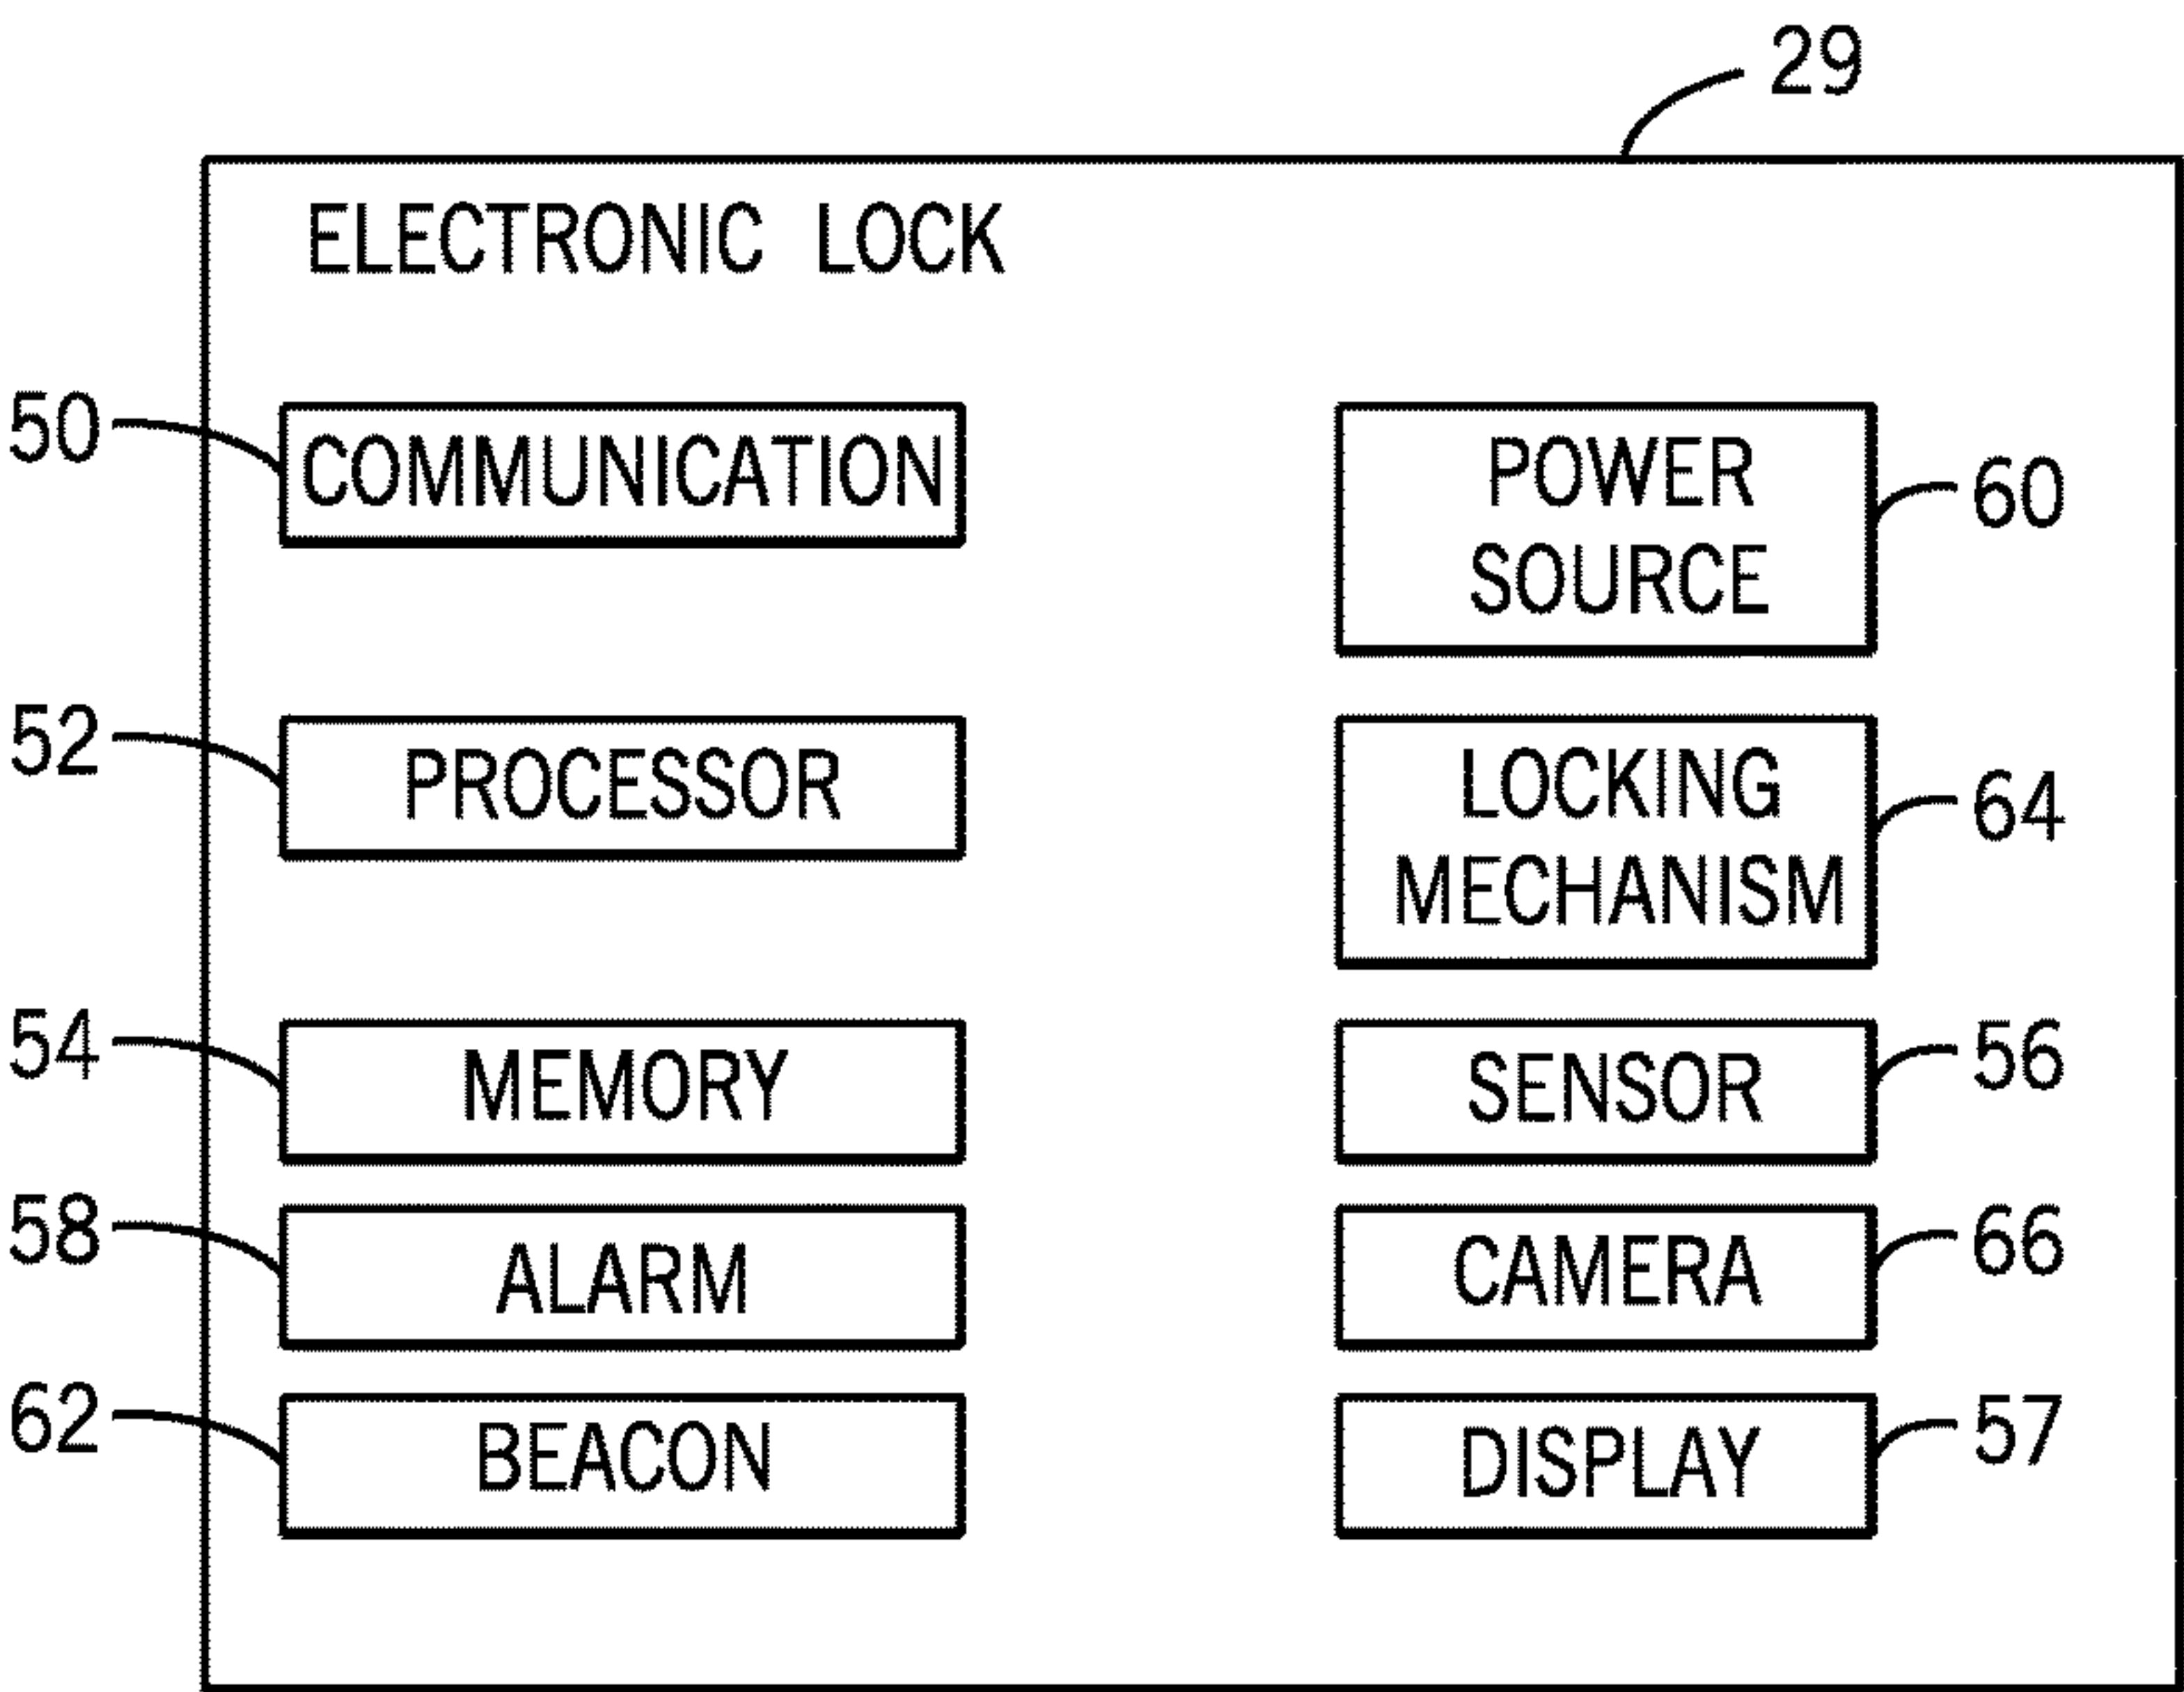 29
ELECTRONIC LOCK
50
COMMUNICATION
POWER
SOURCE
60
52
PROCESSOR
LOCKING
MECHANISM
64
54
MEMORY
SENSOR
56
58
ALARM
CAMERA
66
62
BEACON
DISPLAY
57